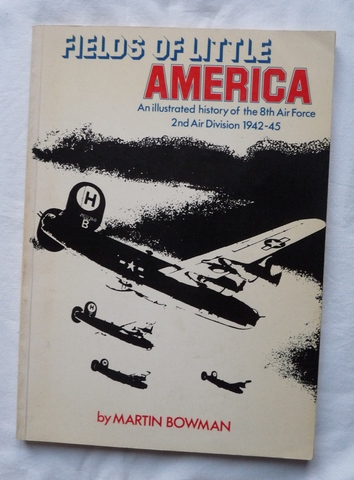 FIELDS OF LITTLE
AMERICA
An illustrated history of the 8th Air Force
2nd Air Division 1942-45
H
B
H
by MARTIN BOWMAN